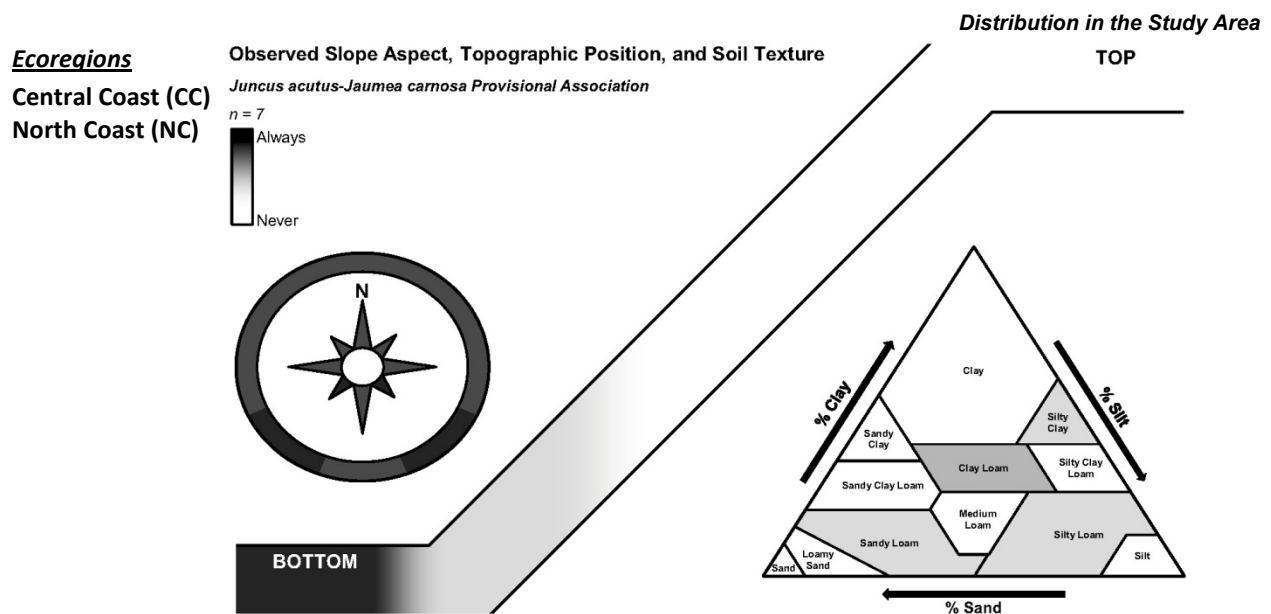 Distribution in the Study Area
Ecoregions
Central Coast (CC)
North Coast (NC)
Observed Slope Aspect, Topographic Position, and Soil Texture
Juncus acutus-Jaumea carnosa Provisional Association
n = 7
Always
Never
N
TOP
BOTTOM
% Clay
% Silt
Clay
Silty
Clay
Sandy
Clay
Clay Loam
Silty Clay
Loam
Sandy Clay Loam
Medium
Loam
Sandy Loam
Silty Loam
Loamy
Sand
Sand
Silt
% Sand